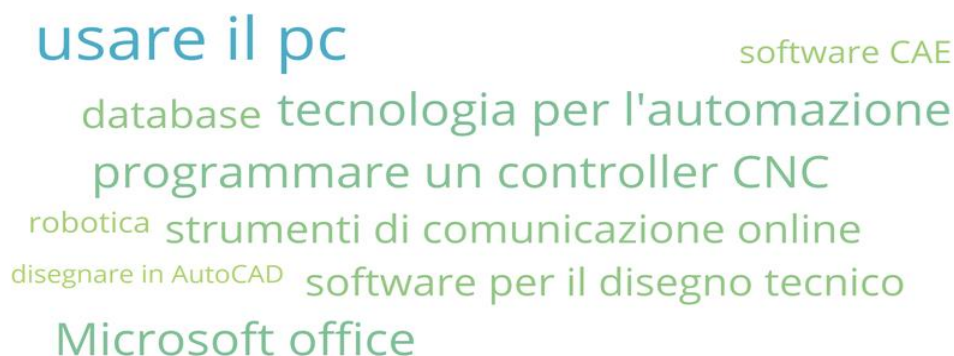 usare il pc
software CAE
database tecnologia per l'automazione
programmare un controller CNC
robotica strumenti di comunicazione online
disegnare in AutoCAD software per il disegno tecnico
Microsoft office